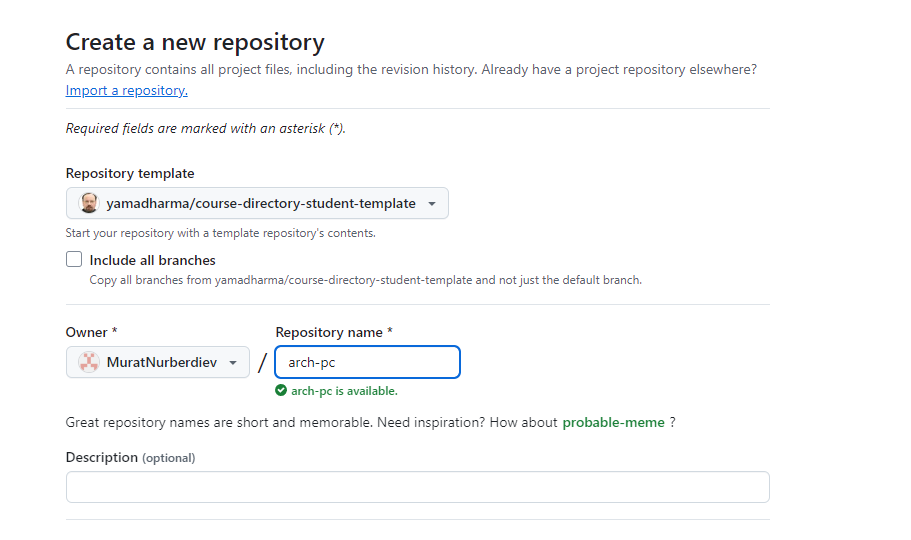 Create a new repository
A repository contains all project files, including the revision history. Already have a project repository elsewhere?
Import a repository.
Required fields are marked with an asterisk (*).
Repository template
yamadharma/course-directory-student-template
Start your repository with a template repository's contents.
Include all branches
Copy all branches from yamadharma/course-directory-student-template and not just the default branch.
Owner * Repository name *
MuratNurberdiev / arch-pc
arch-pc is available.
Great repository names are short and memorable. Need inspiration? How about probable-meme ?
Description (optional)